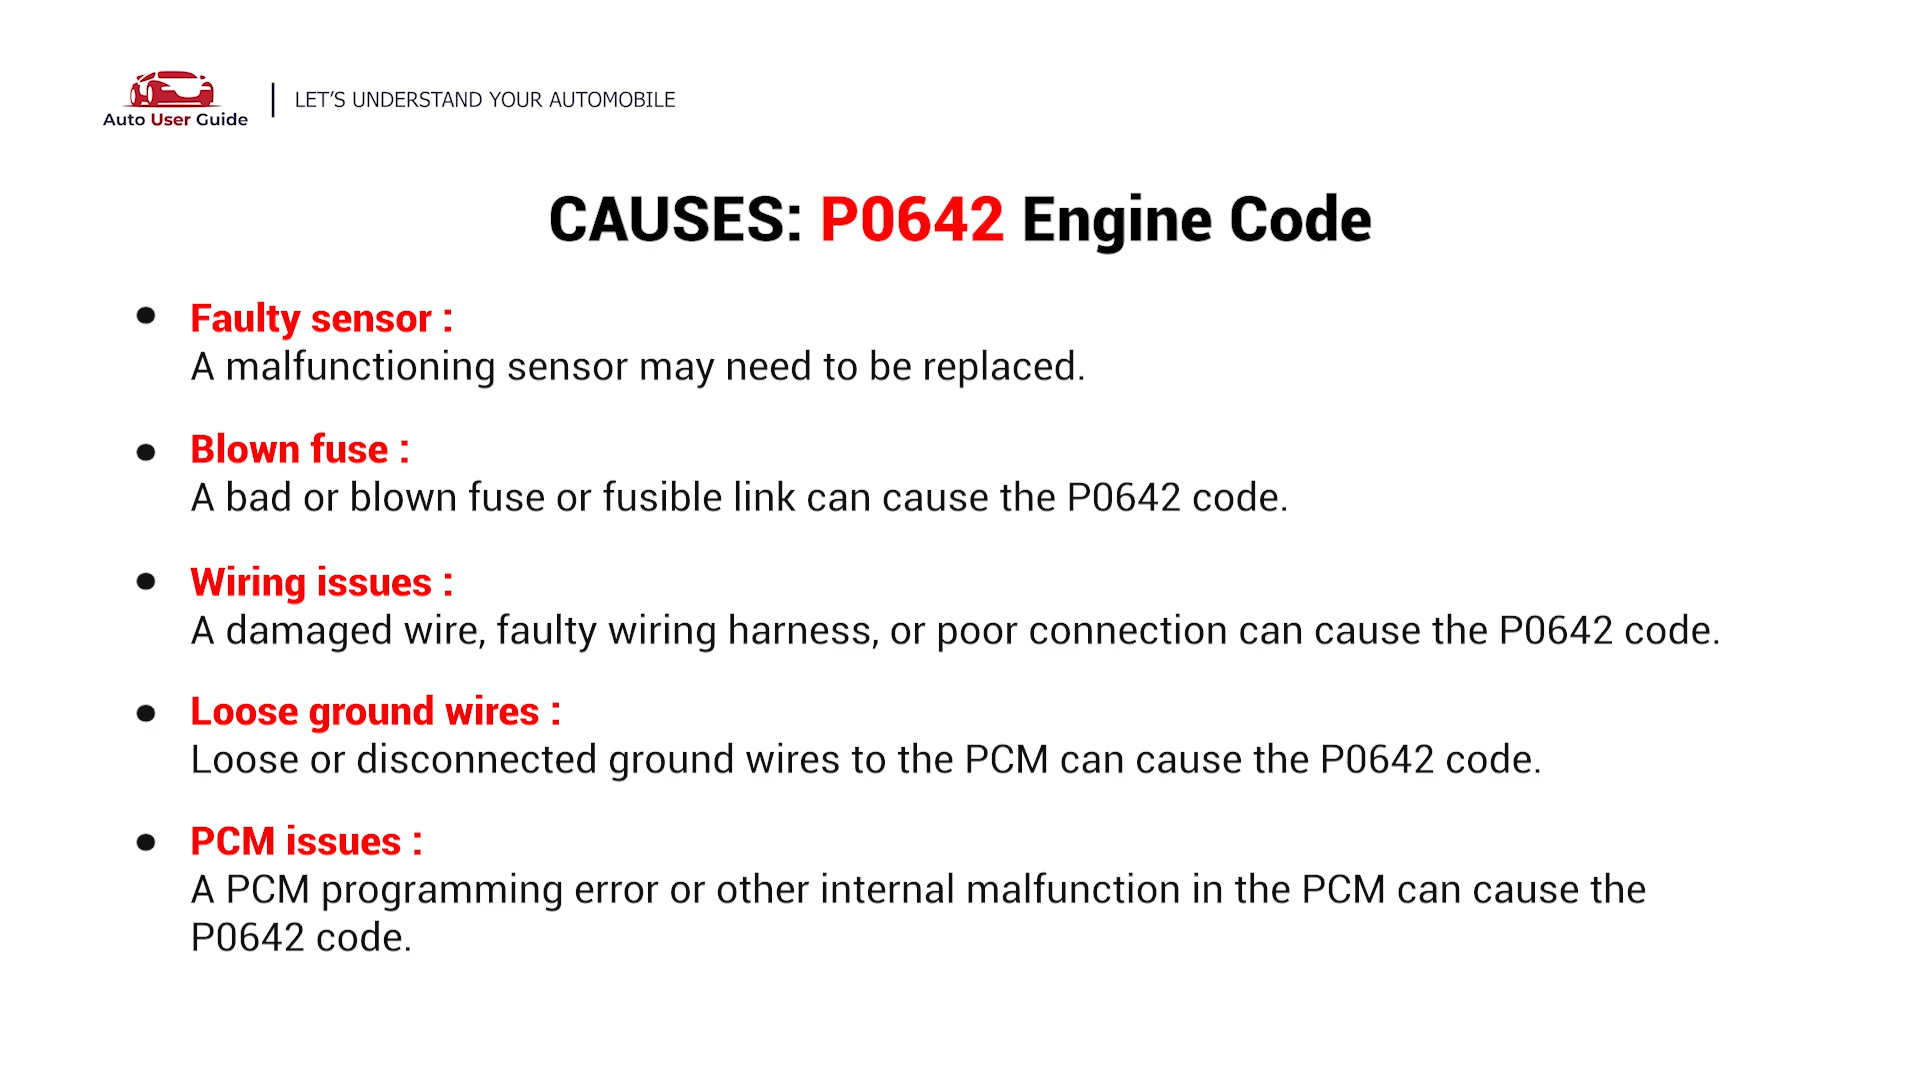 Auto User Guide
LET'S UNDERSTAND YOUR AUTOMOBILE
CAUSES: P0642 Engine Code
Faulty sensor :
A malfunctioning sensor may need to be replaced.
Blown fuse :
A bad or blown fuse or fusible link can cause the P0642 code.
Wiring issues :
A damaged wire, faulty wiring harness, or poor connection can cause the P0642 code.
Loose ground wires :
Loose or disconnected ground wires to the PCM can cause the P0642 code.
PCM issues :
A PCM programming error or other internal malfunction in the PCM can cause the
P0642 code.